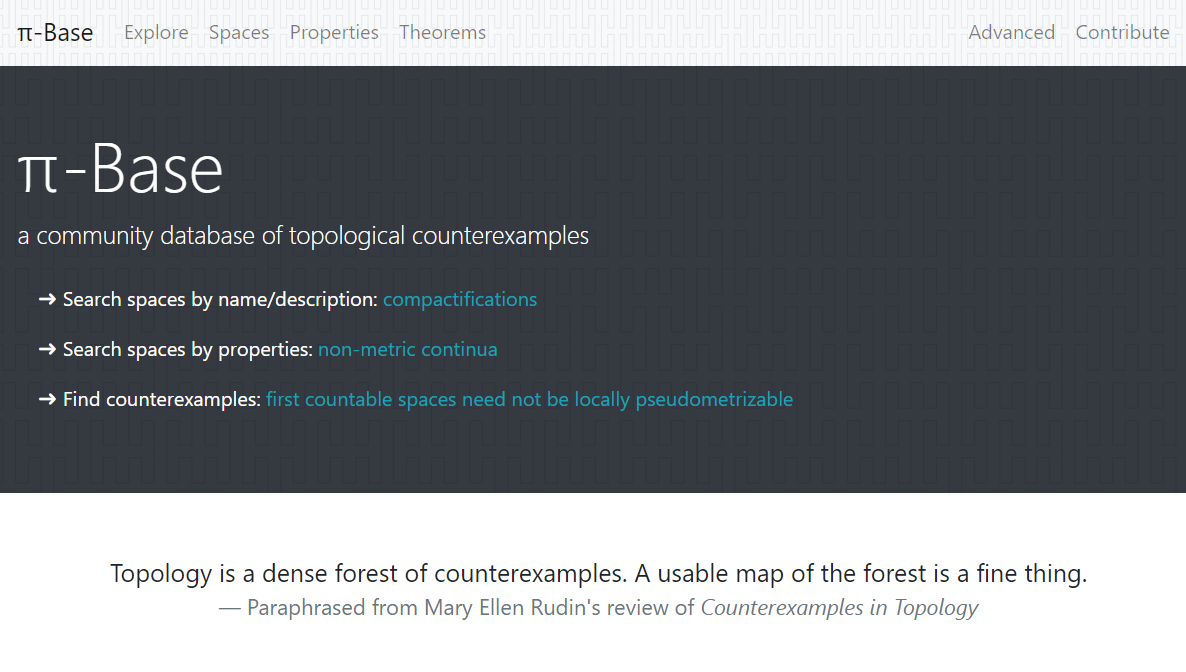 π-Base Explore Spaces Properties Theorems Advanced Contribute
π-Base
a community database of topological counterexamples
➜ Search spaces by name/description: compactifications
➜ Search spaces by properties: non-metric continua
➜ Find counterexamples: first countable spaces need not be locally pseudometrizable
Topology is a dense forest of counterexamples. A usable map of the forest is a fine thing.
— Paraphrased from Mary Ellen Rudin's review of Counterexamples in Topology